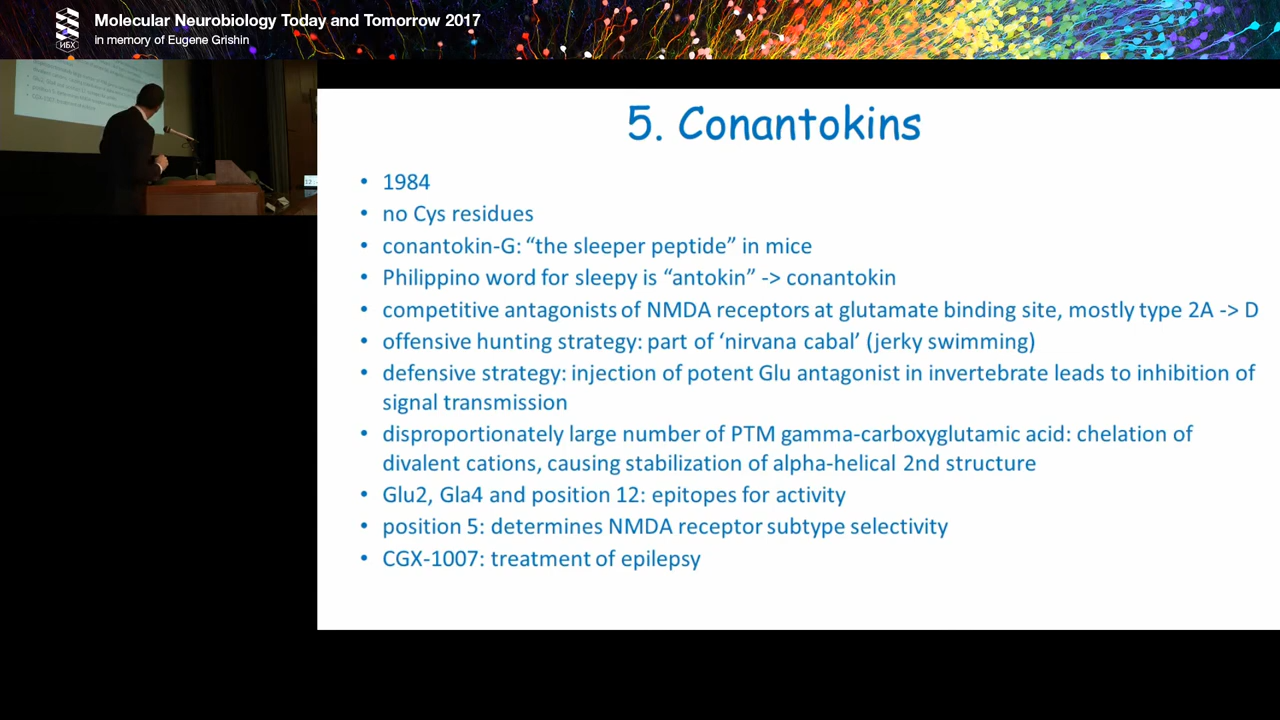 Molecular Neurobiology Today and Tomorrow 2017
in memory of Eugene Grishin
ИБХ
5. Conantokins
• 1984
• no Cys residues
• conantokin-G: “the sleeper peptide” in mice
• Philippino word for sleepy is “antokin” -> conantokin
• competitive antagonists of NMDA receptors at glutamate binding site, mostly type 2A -> D
• offensive hunting strategy: part of ‘nirvana cabal’ (jerky swimming)
• defensive strategy: injection of potent Glu antagonist in invertebrate leads to inhibition of
signal transmission
• disproportionately large number of PTM gamma-carboxyglutamic acid: chelation of
divalent cations, causing stabilization of alpha-helical 2nd structure
• Glu2, Gla4 and position 12: epitopes for activity
• position 5: determines NMDA receptor subtype selectivity
• CGX-1007: treatment of epilepsy